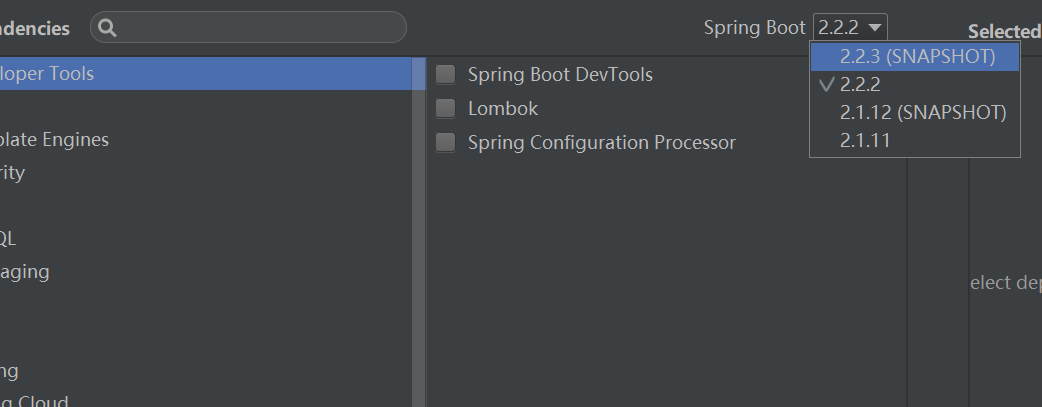 ndencies
Spring Boot 2.2.2
Selected
2.2.3 (SNAPSHOT)
2.2.2
2.1.12 (SNAPSHOT)
2.1.11
loper Tools
plate Engines
rity
QL
aging
ng
g Cloud
Spring Boot DevTools
Lombok
Spring Configuration Processor
elect dep